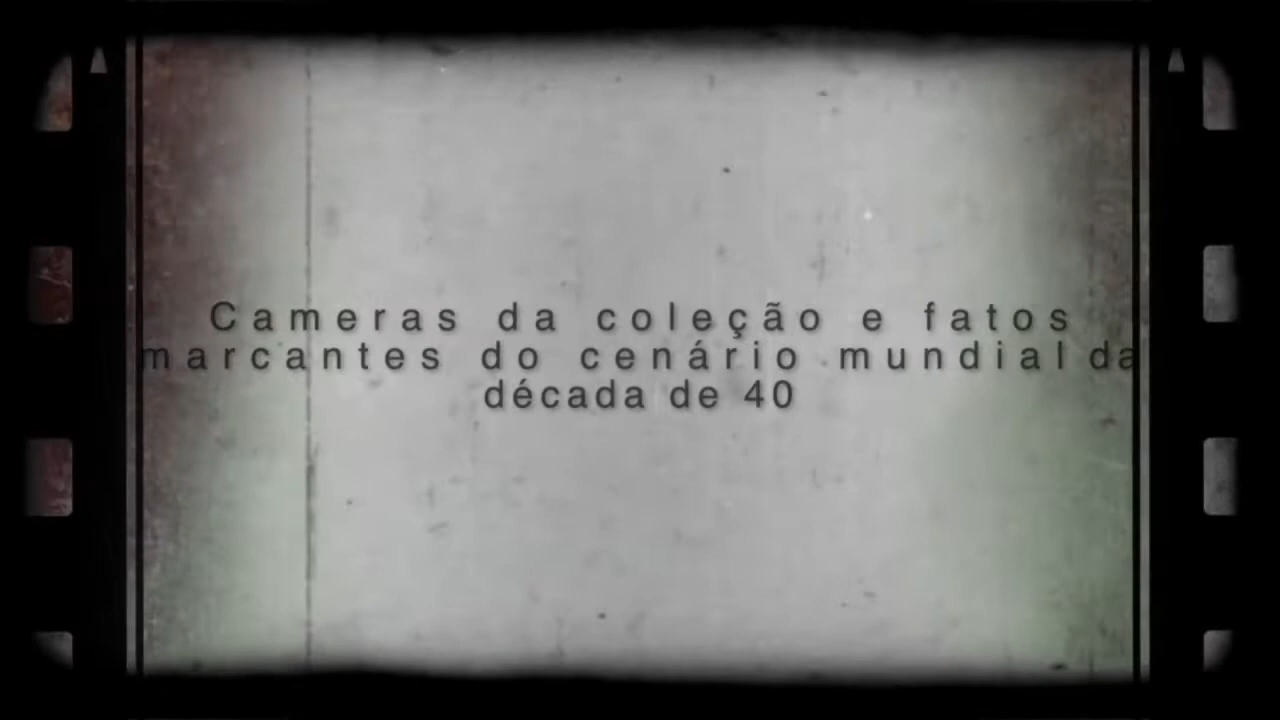 Cameras da coleção e fatos
marcantes do cenário mundial da
década de 40